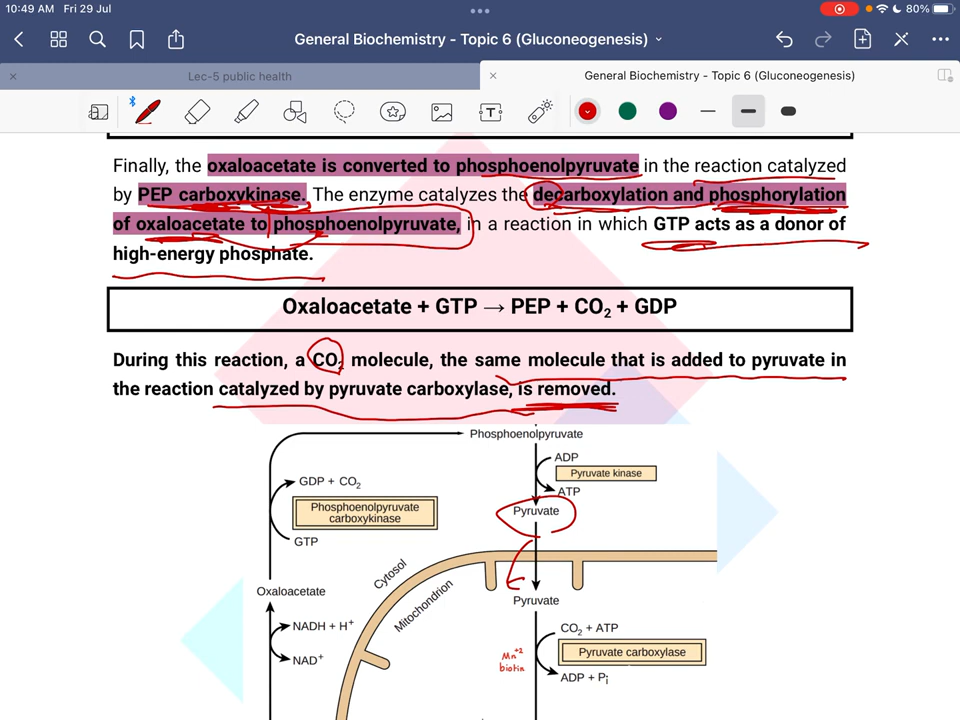 10:49 AM Fri 29 Jul
80%
General Biochemistry - Topic 6 (Gluconeogenesis)
Lec-5 public health
General Biochemistry - Topic 6 (Gluconeogenesis)
Finally, the oxaloacetate is converted to phosphoenolpyruvate in the reaction catalyzed
by PEP carboxykinase. The enzyme catalyzes the decarboxylation and phosphorylation
of oxaloacetate to phosphoenolpyruvate, in a reaction in which GTP acts as a donor of
high-energy phosphate.
Oxaloacetate + GTP → PEP + CO₂ + GDP
During this reaction, a CO₂ molecule, the same molecule that is added to pyruvate in
the reaction catalyzed by pyruvate carboxylase, is removed.
Phosphoenolpyruvate
ADP
Pyruvate kinase
ATP
GDP + CO₂
Phosphoenolpyruvate
carboxykinase
GTP
Pyruvate
Cytosol
Mitochondrion
Oxaloacetate
Pyruvate
NADH + H⁺
NAD⁺
CO₂ + ATP
Mn⁺²
biotin
Pyruvate carboxylase
ADP + Pi